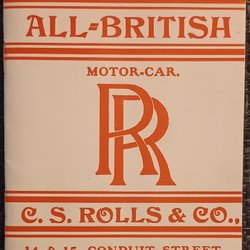 ALL=BRITISH
MOTOR-CAR.
RR
C. S. ROLLS & CO.,
14 & 15, CONDUIT STREET,